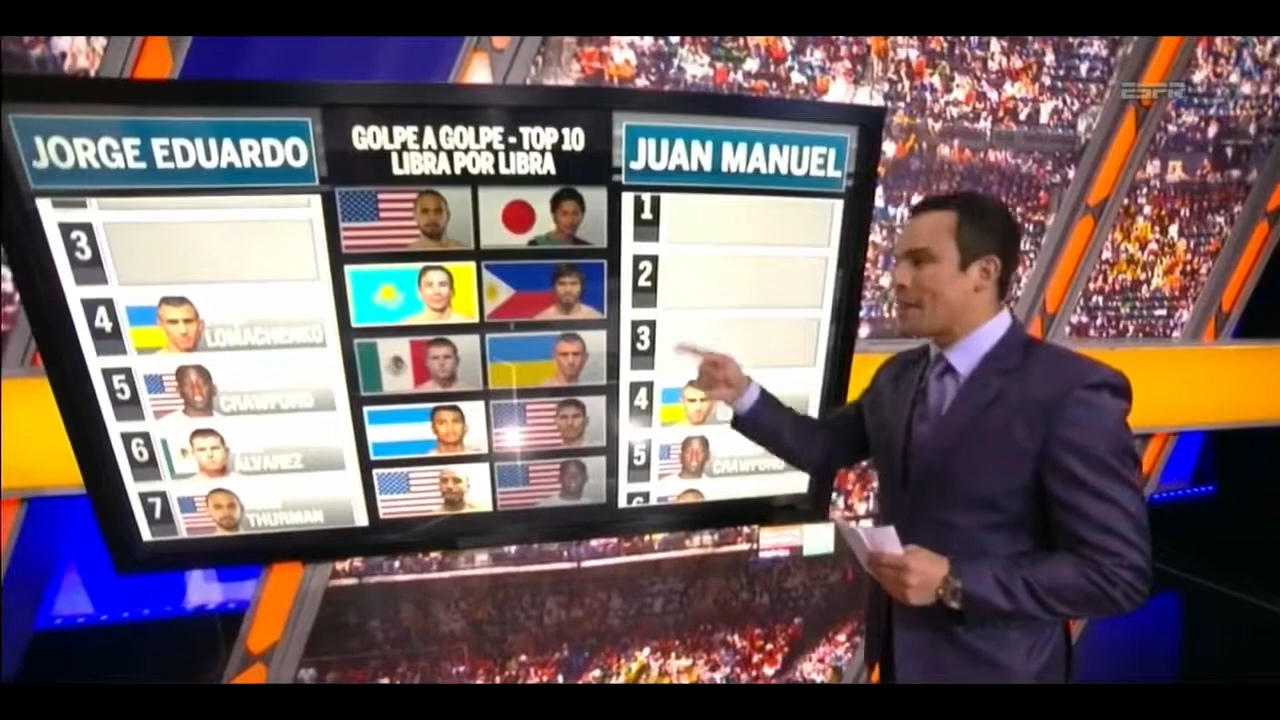 ESPN
JORGE EDUARDO
GOLPE A GOLPE - TOP 10
LIBRA POR LIBRA
JUAN MANUEL
3
4 LOMACHENKO
5 CRAWFORD
6 ALVAREZ
7 THURMAN
1
2
3
4
5 CRAWFORD